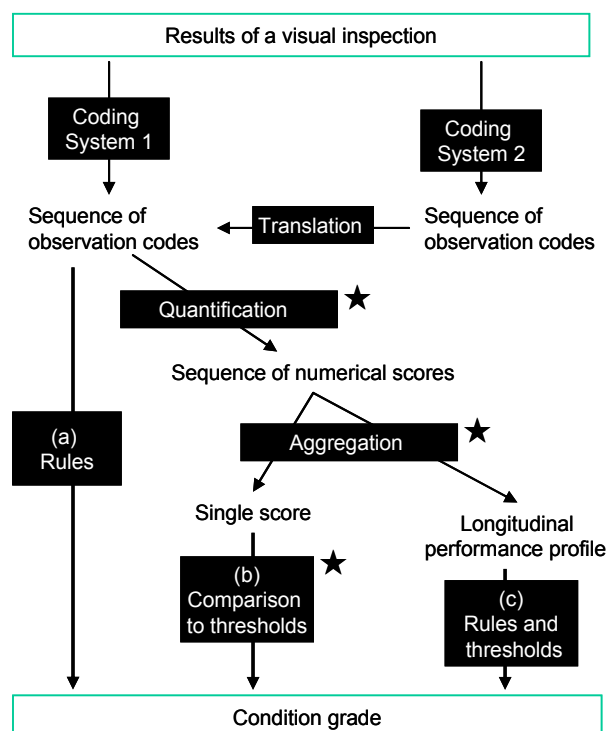 Results of a visual inspection
Coding
System 1
Coding
System 2
Sequence of
observation codes
Translation
Sequence of
observation codes
Quantification
Sequence of numerical scores
(a)
Rules
Aggregation
Single score
Longitudinal
performance profile
(b)
Comparison
to thresholds
(c)
Rules and
thresholds
Condition grade